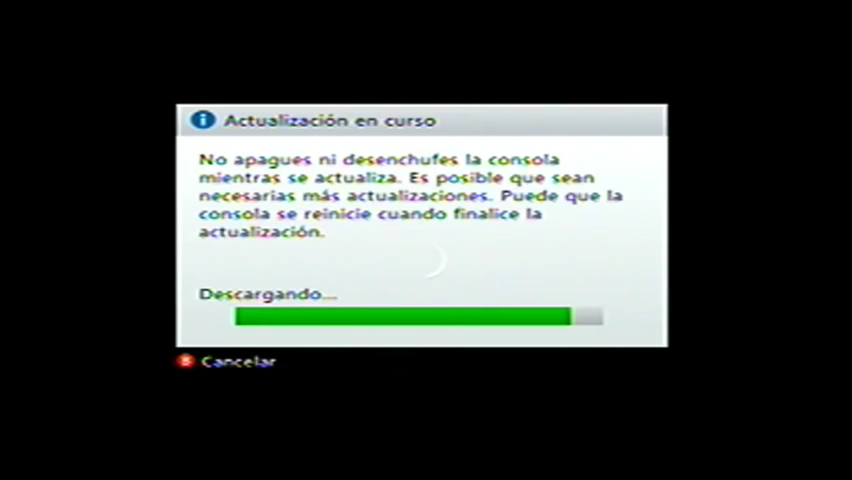 Actualización en curso
No apagues ni desenchufes la consola
mientras se actualiza. Es posible que sean
necesarias más actualizaciones. Puede que la
consola se reinicie cuando finalice la
actualización.
Descargando...
B Cancelar